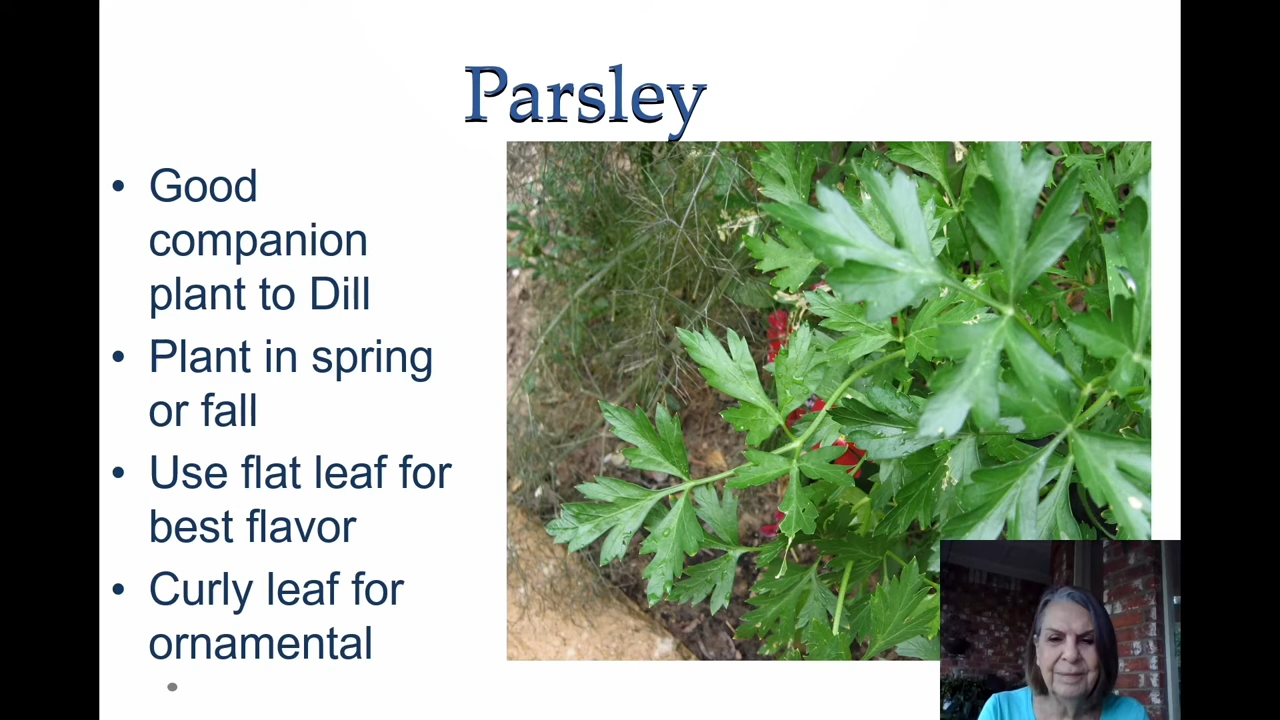 Parsley
• Good
companion
plant to Dill
• Plant in spring
or fall
• Use flat leaf for
best flavor
• Curly leaf for
ornamental
•